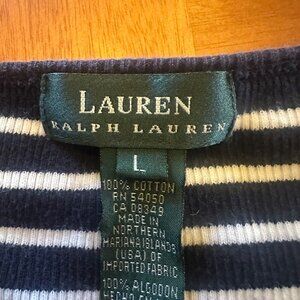 LAUREN
RALPH LAUREN
L
100% COTTON
RN 54050
CA 08349
MADE IN
NORTHERN
MARIANA ISLANDS
(USA) OF
IMPORTED FABRIC
100% ALGODON